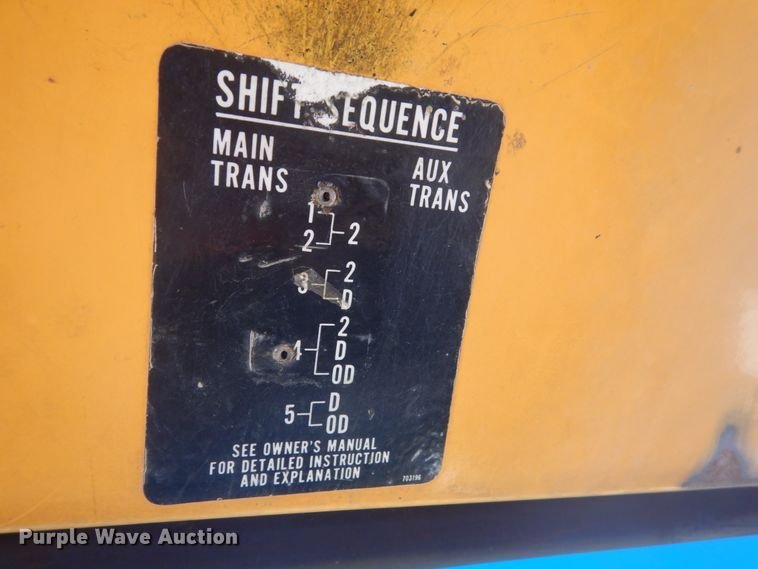 SHIFT SEQUENCE
MAIN
TRANS
AUX
TRANS
1
2
2
3
2
D
4
2
D
OD
5
D
OD
SEE OWNER'S MANUAL
FOR DETAILED INSTRUCTION
AND EXPLANATION
703196
Purple Wave Auction